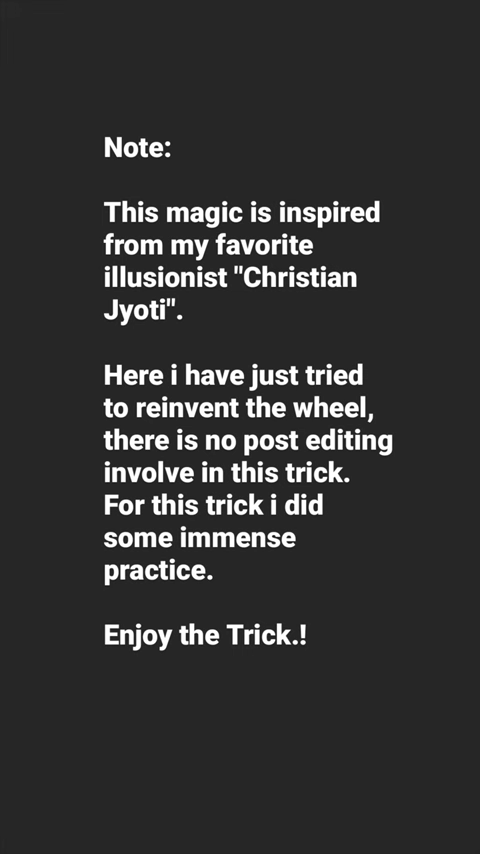 Note:
This magic is inspired
from my favorite
illusionist "Christian
Jyoti".
Here i have just tried
to reinvent the wheel,
there is no post editing
involve in this trick.
For this trick i did
some immense
practice.
Enjoy the Trick.!